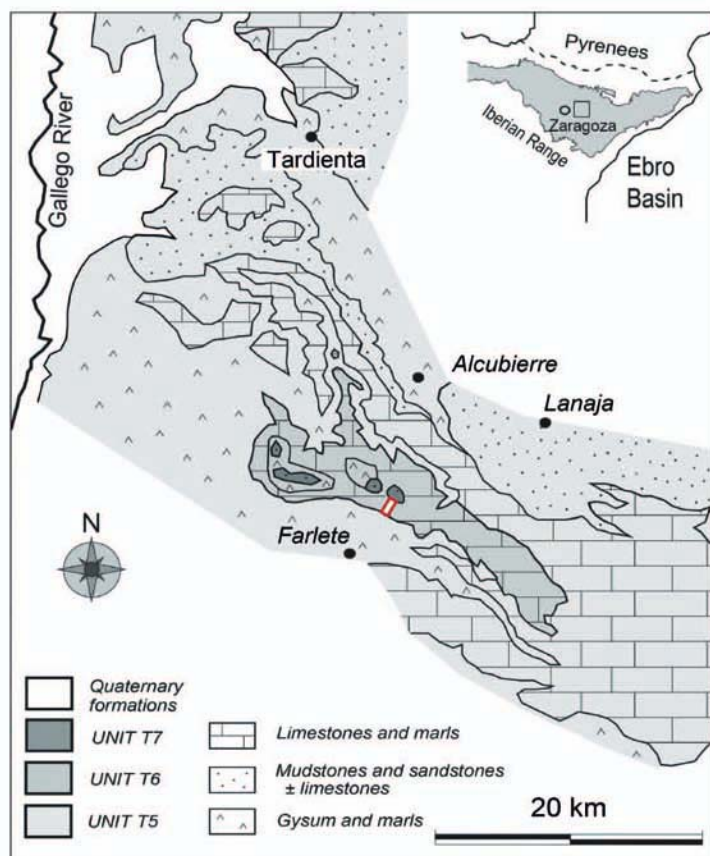 Pyrenees
Zaragoza
Iberian Range
Ebro
Basin
Gallego River
Tardienta
Alcubierre
Lanaja
N
Farlete
Quaternary
formations
UNIT T7
UNIT T6
UNIT T5
Limestones and marls
Mudstones and sandstones
± limestones
Gysum and marls
20 km